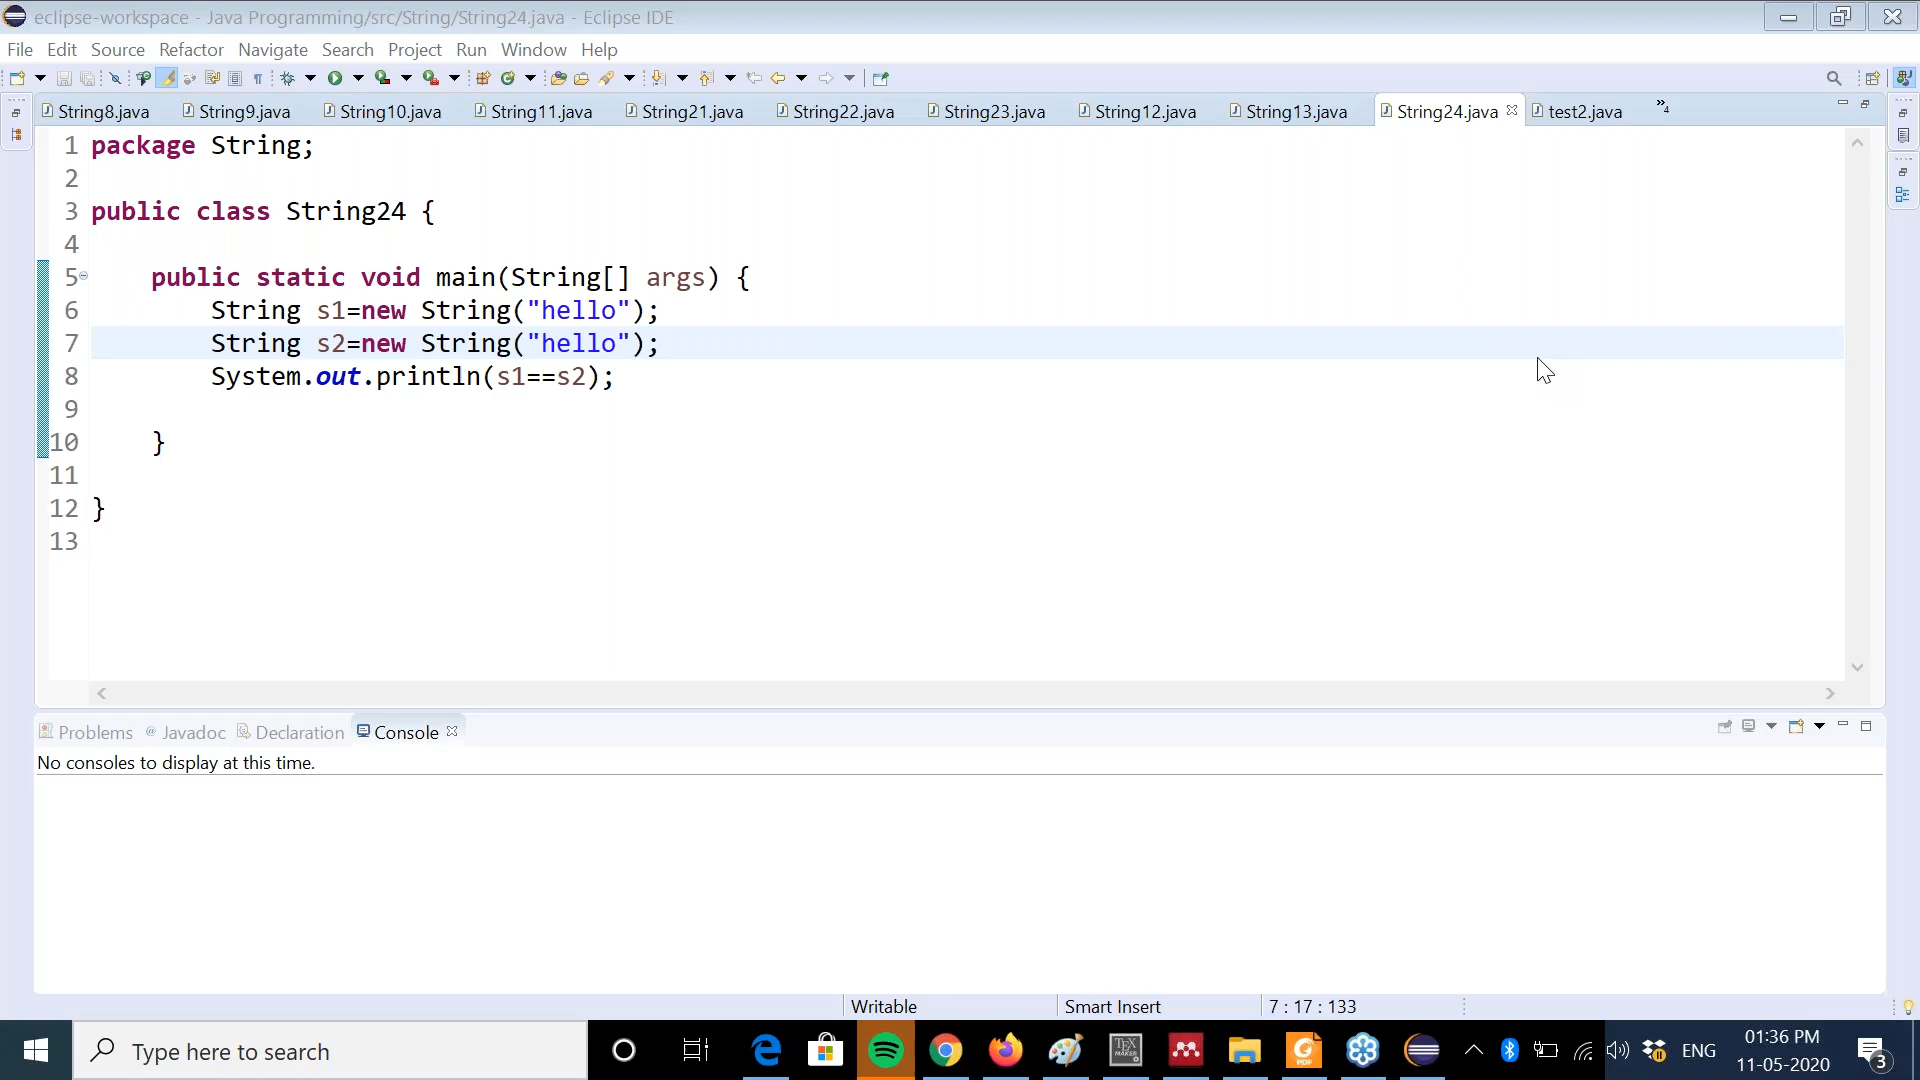 eclipse-workspace - Java Programming/src/String/String24.java - Eclipse IDE
File Edit Source Refactor Navigate Search Project Run Window Help
String8.java String9.java String10.java String11.java String21.java String22.java String23.java String12.java String13.java String24.java test2.java »4
1 package String;
2
3 public class String24 {
4
5 public static void main(String[] args) {
6 String s1=new String("hello");
7 String s2=new String("hello");
8 System.out.println(s1==s2);
9
10 }
11
12 }
13
Problems @ Javadoc Declaration Console
No consoles to display at this time.
Writable Smart Insert 7 : 17 : 133
Type here to search
TEX MAKER
PDF
ENG
01:36 PM
11-05-2020
3